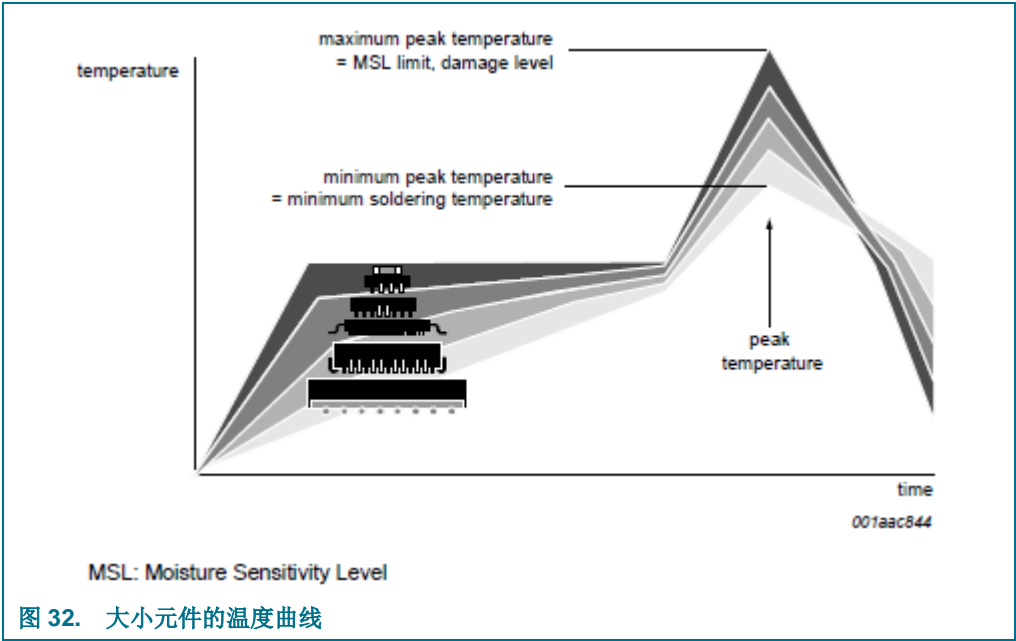 maximum peak temperature
= MSL limit, damage level
temperature
minimum peak temperature
= minimum soldering temperature
peak
temperature
time
001aac844
MSL: Moisture Sensitivity Level
图 32. 大小元件的温度曲线